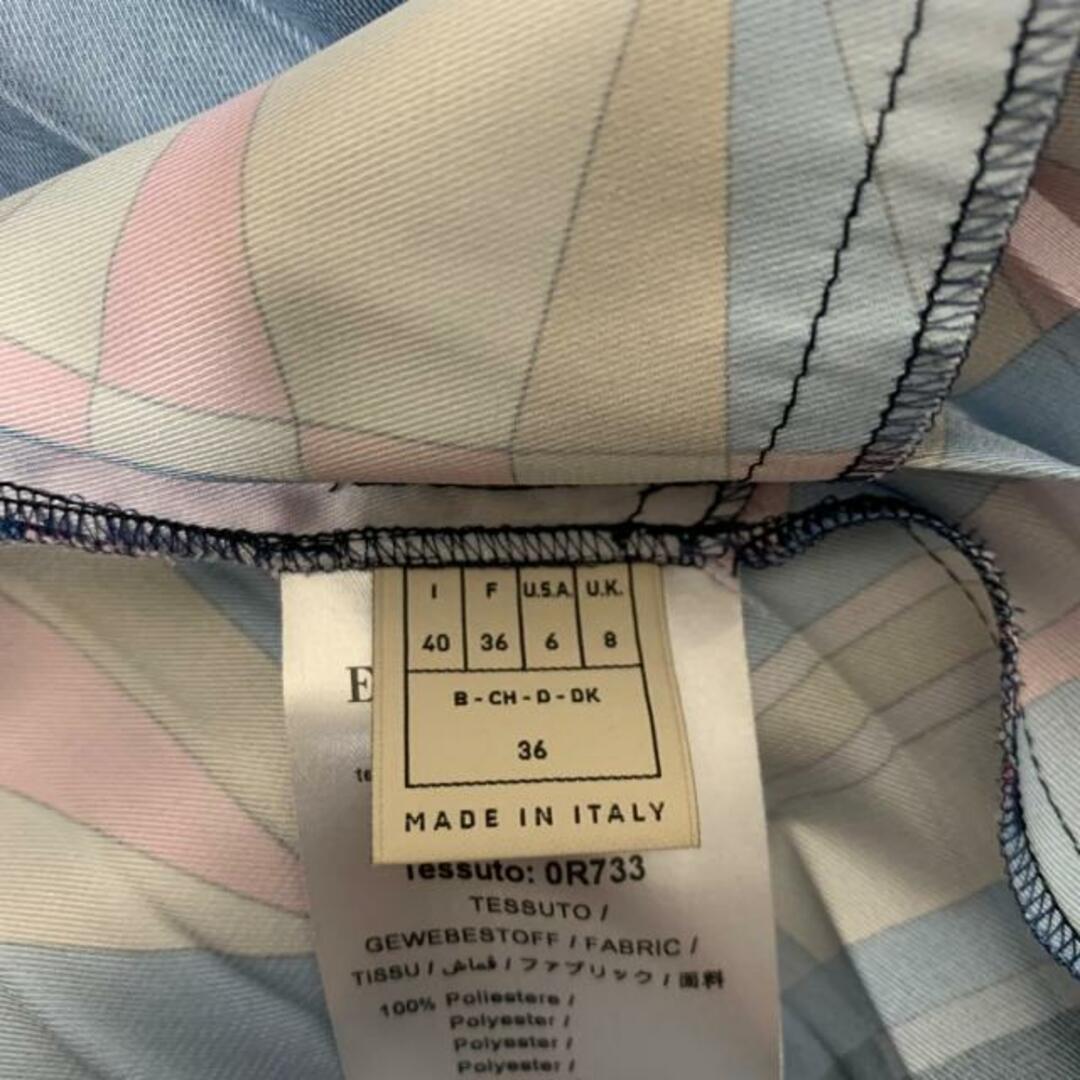 I F U.S.A. U.K.
40 36 6 8
B - CH - D - DK
36
MADE IN ITALY
E
te
Tessuto: 0R733
TESSUTO /
GEWEBESTOFF / FABRIC /
TISSU / قماش / ファブリック / 面料
100% Poliestere /
Polyester /
Polyester /
Polyester /